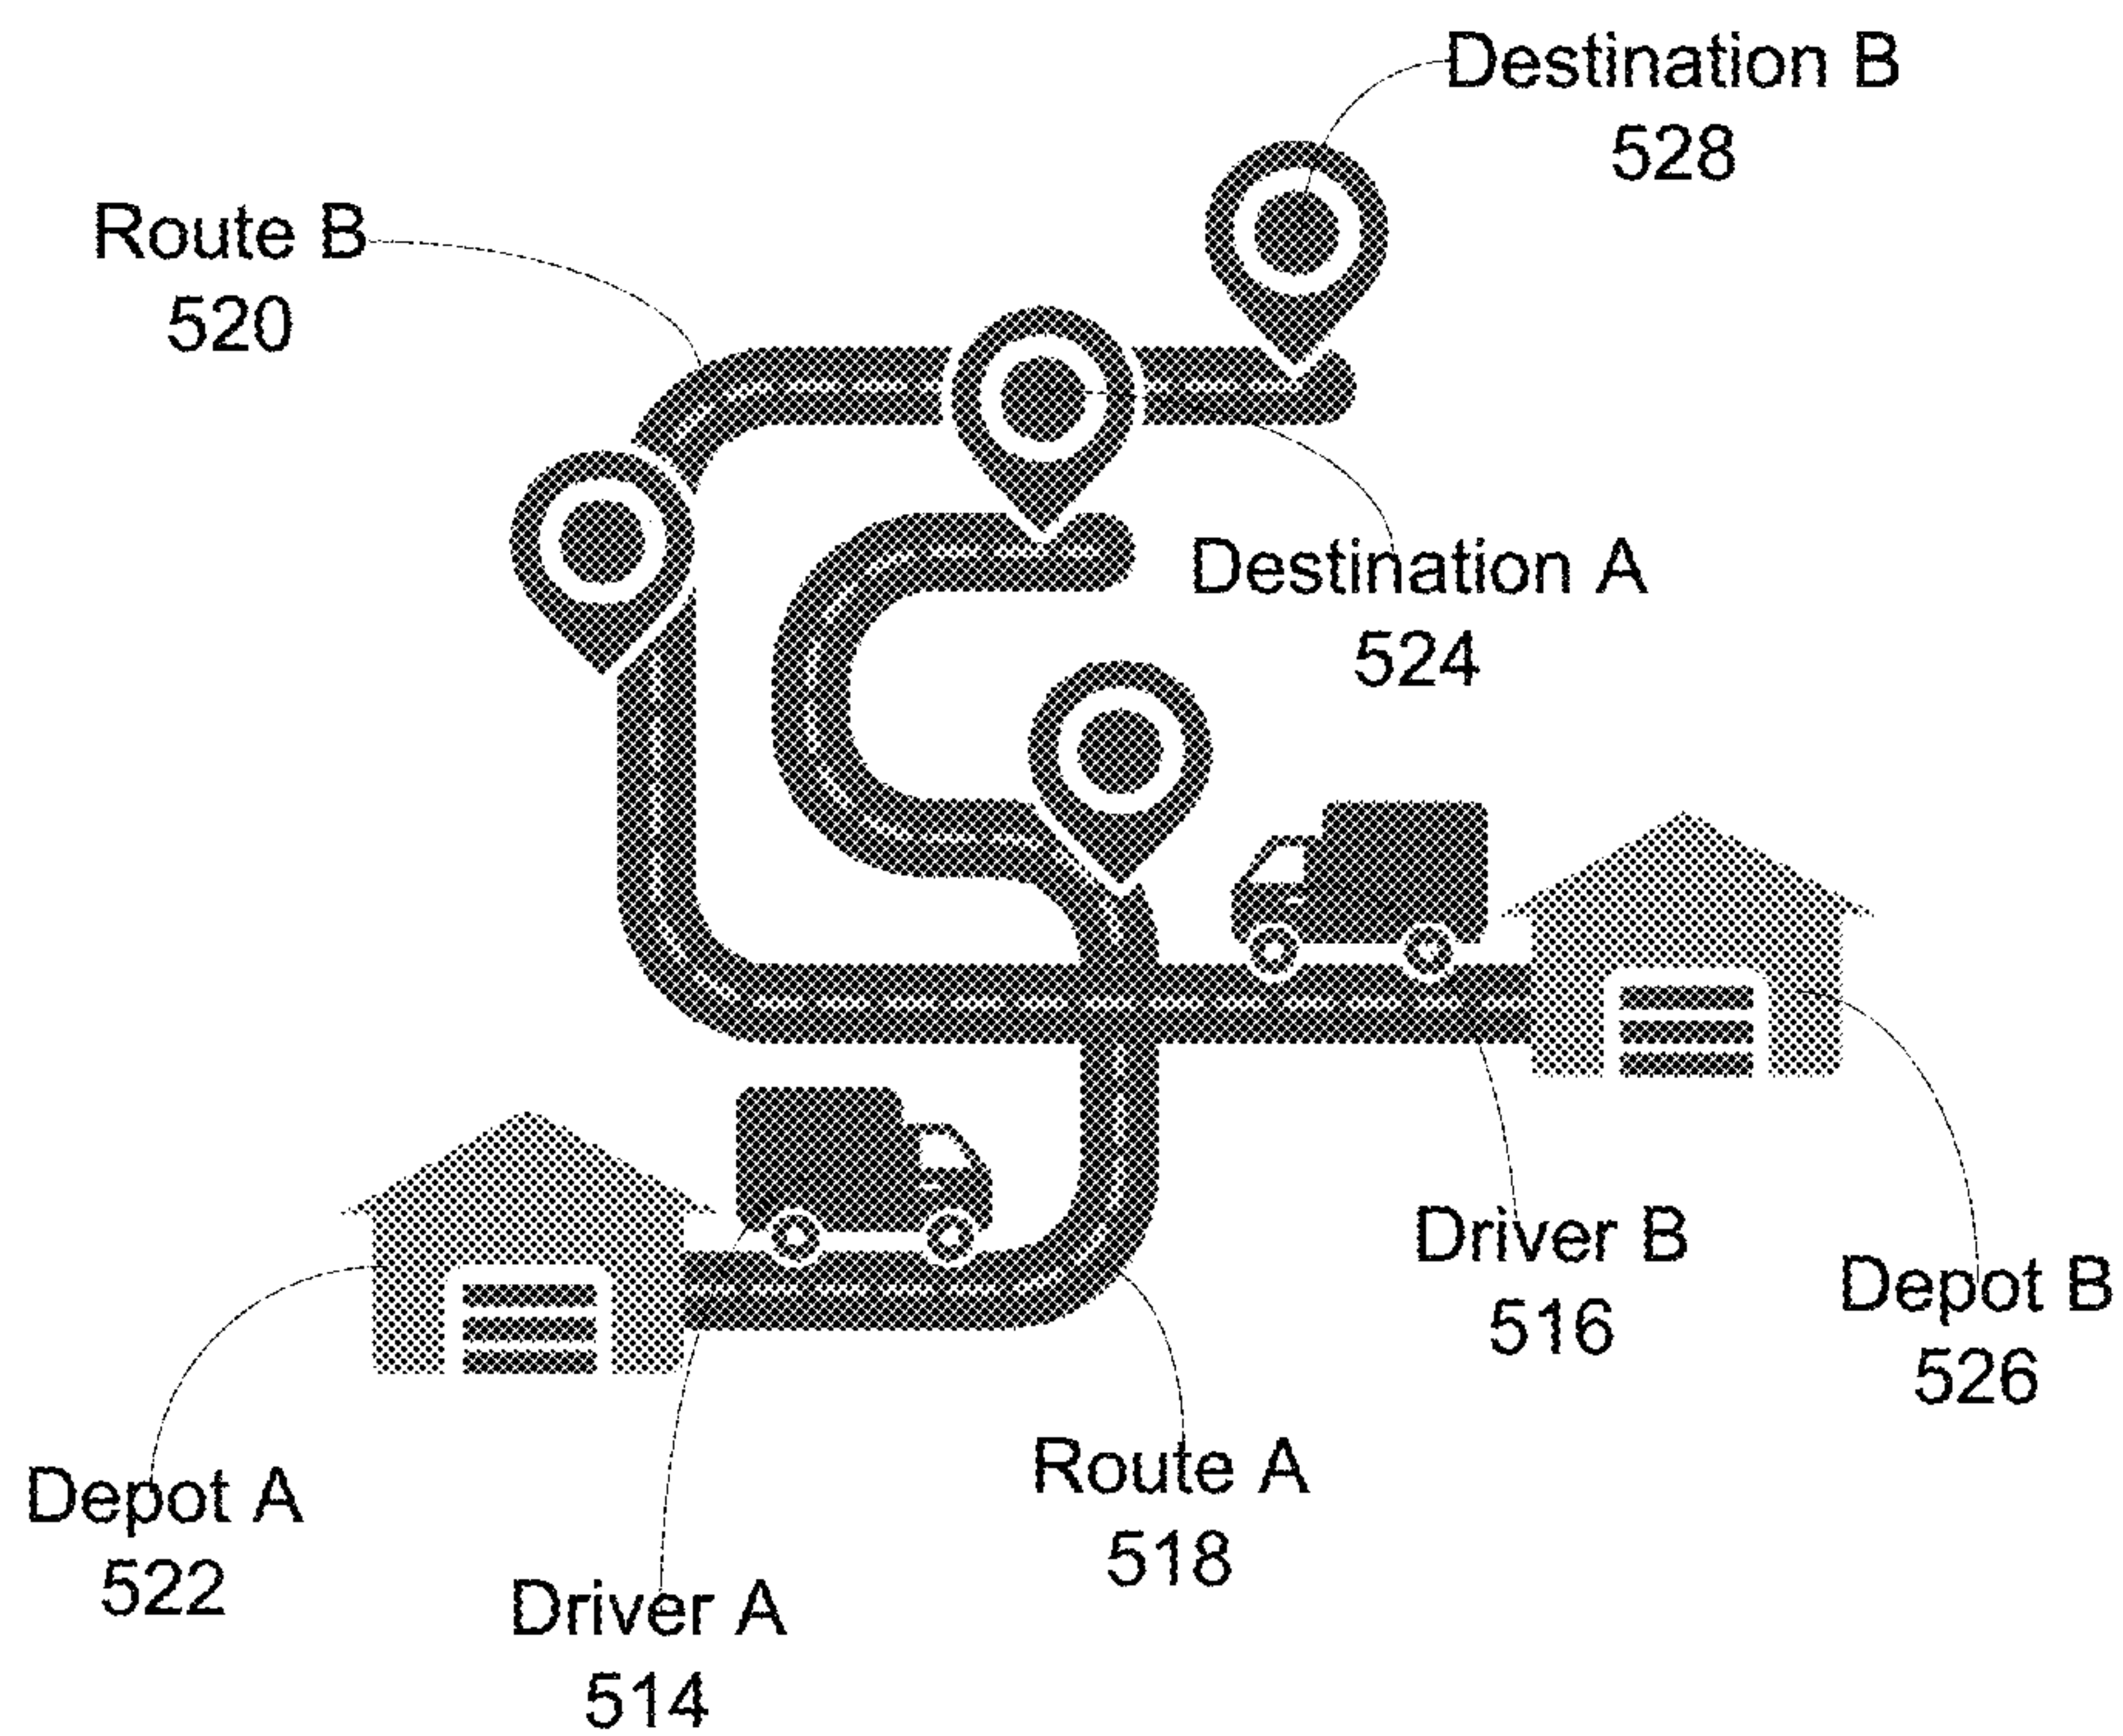 Destination B
528
Route B
520
Destination A
524
Driver B
516
Depot B
526
Route A
518
Depot A
522
Driver A
514